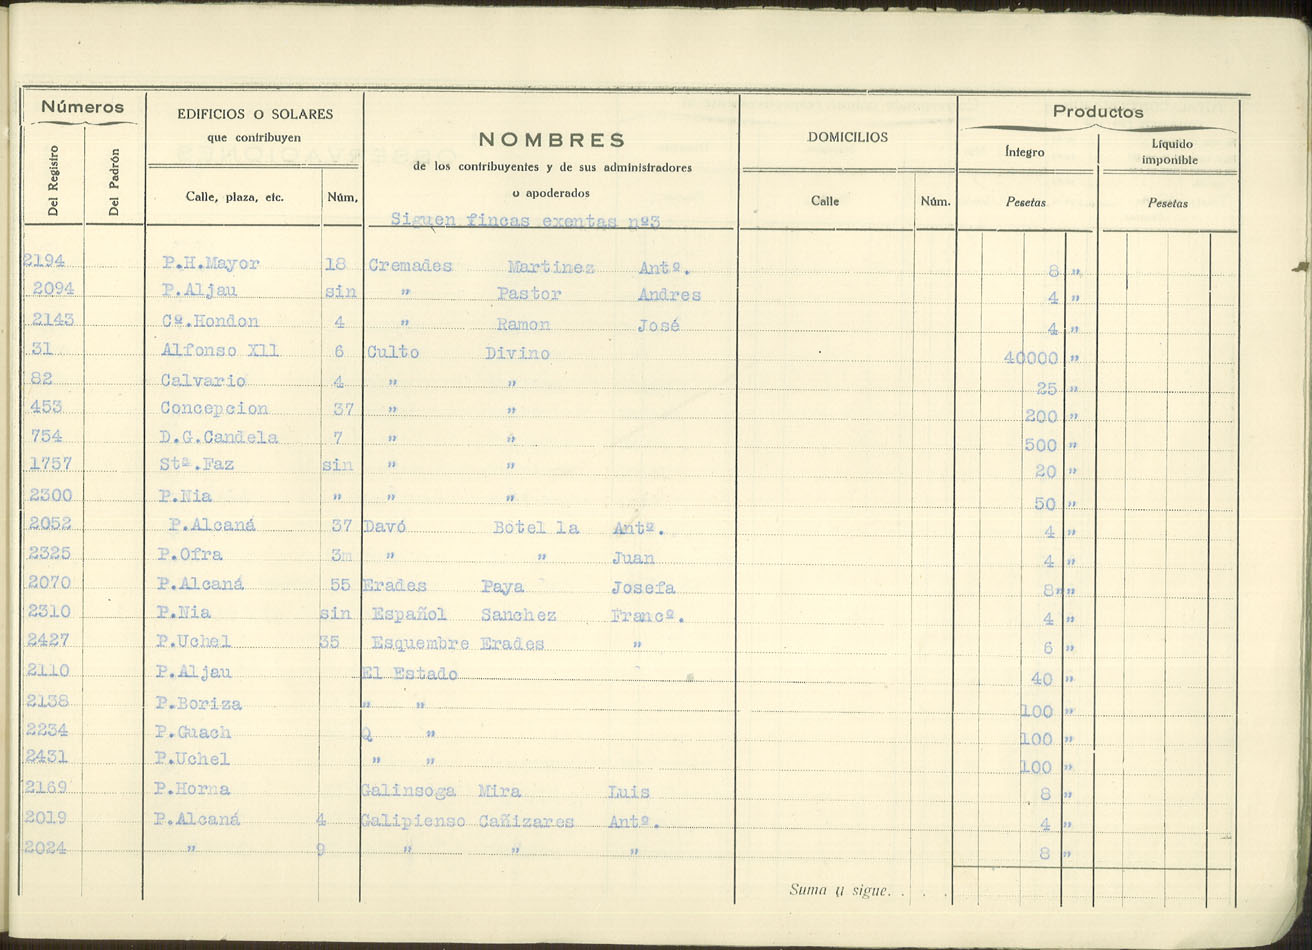 Números
EDIFICIOS O SOLARES
que contribuyen
NOMBRES
de los contribuyentes y de sus administradores
o apoderados
DOMICILIOS
Productos
Íntegro
Líquido
imponible
Del Registro
Del Padrón
Calle, plaza, etc.
Núm,
Calle
Núm.
Pesetas
Pesetas
Siguen fincas exentas nº3
2194 P.H.Mayor 18 Cremades Martinez Antº. 8 "
2094 P.Aljau sin " Pastor Andres 4 "
2143 Cº.Hondon 4 " Ramon José 4 "
31 Alfonso Xll 6 Culto Divino 40000 "
82 Calvario 4 " " 25 "
453 Concepcion 37 " " 200 "
754 D.G.Candela 7 " " 500 "
1757 Stª.Faz sin " " 20 "
2300 P.Nia " " " 50 "
2052 P.Alcaná 37 Davó Botel la Antº. 4 "
2325 P.Ofra 3m " " Juan 4 "
2070 P.Alcaná 55 Erades Paya Josefa 8""
2310 P.Nia sin Español Sanchez Francº. 4 "
2427 P.Uchel 35 Esquembre Erades " 6 "
2110 P.Aljau El Estado 40 "
2138 P.Boriza " " 100 "
2234 P.Guach Q " 100 "
2431 P.Uchel " " 100 "
2169 P.Horna Galinsoga Mira Luis 8 "
2019 P.Alcaná 4 Galipienso Cañizares Antº. 4 "
2024 " 9 " " " 8 "
Suma y sigue. . . . .